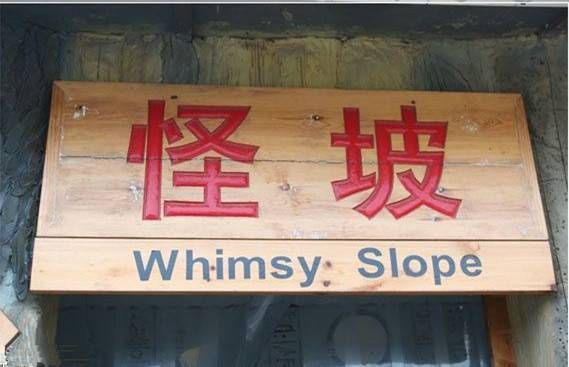 怪坡
Whimsy Slope